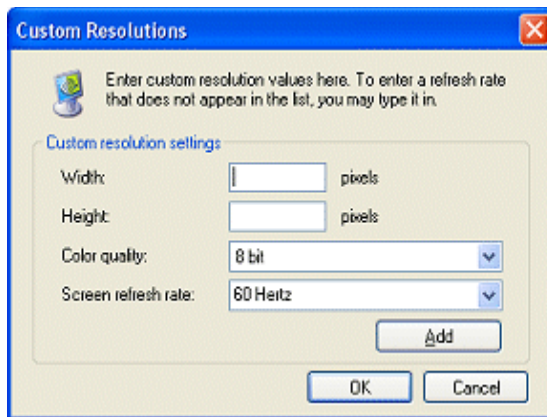 Custom Resolutions
Enter custom resolution values here. To enter a refresh rate
that does not appear in the list, you may type it in.
Custom resolution settings
Width:
pixels
Height:
pixels
Color quality:
8 bit
Screen refresh rate:
60 Hertz
Add
OK
Cancel